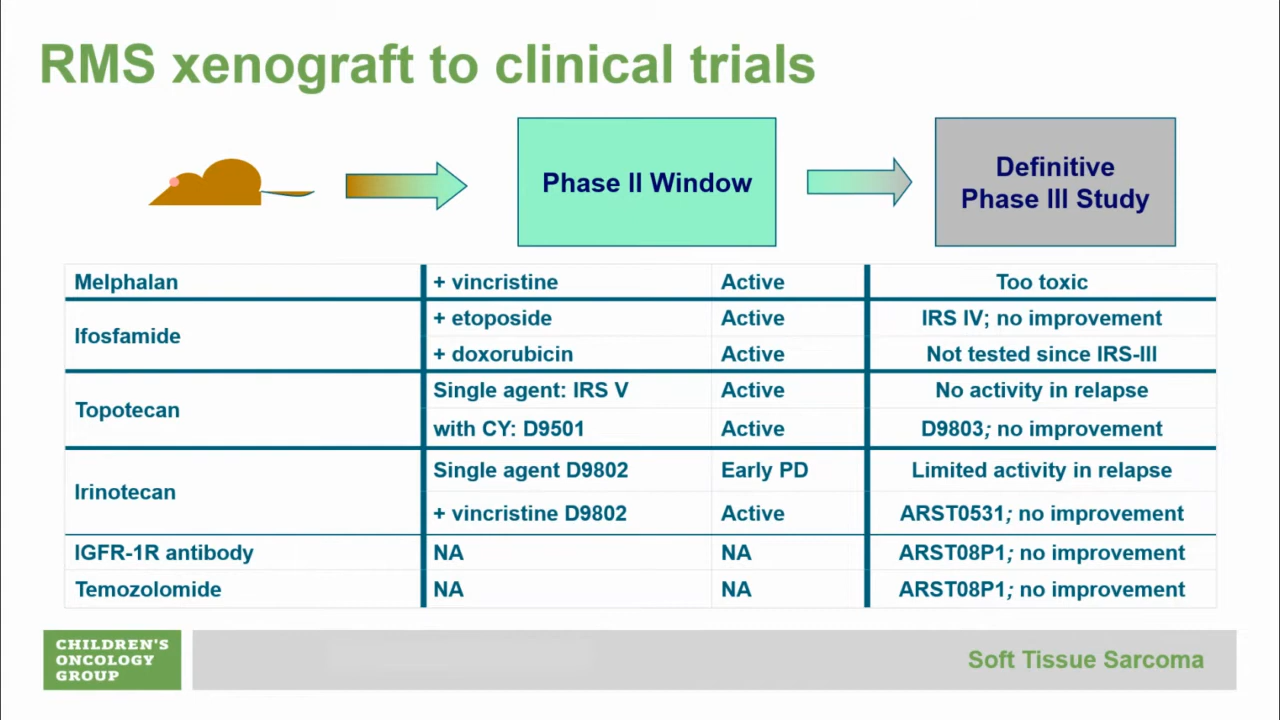 RMS xenograft to clinical trials
Phase II Window
Definitive
Phase III Study
Melphalan
+ vincristine
Active
Too toxic
Ifosfamide
+ etoposide
Active
IRS IV; no improvement
+ doxorubicin
Active
Not tested since IRS-III
Topotecan
Single agent: IRS V
Active
No activity in relapse
with CY: D9501
Active
D9803; no improvement
Irinotecan
Single agent D9802
Early PD
Limited activity in relapse
+ vincristine D9802
Active
ARST0531; no improvement
IGFR-1R antibody
NA
NA
ARST08P1; no improvement
Temozolomide
NA
NA
ARST08P1; no improvement
CHILDREN'S
ONCOLOGY
GROUP
Soft Tissue Sarcoma